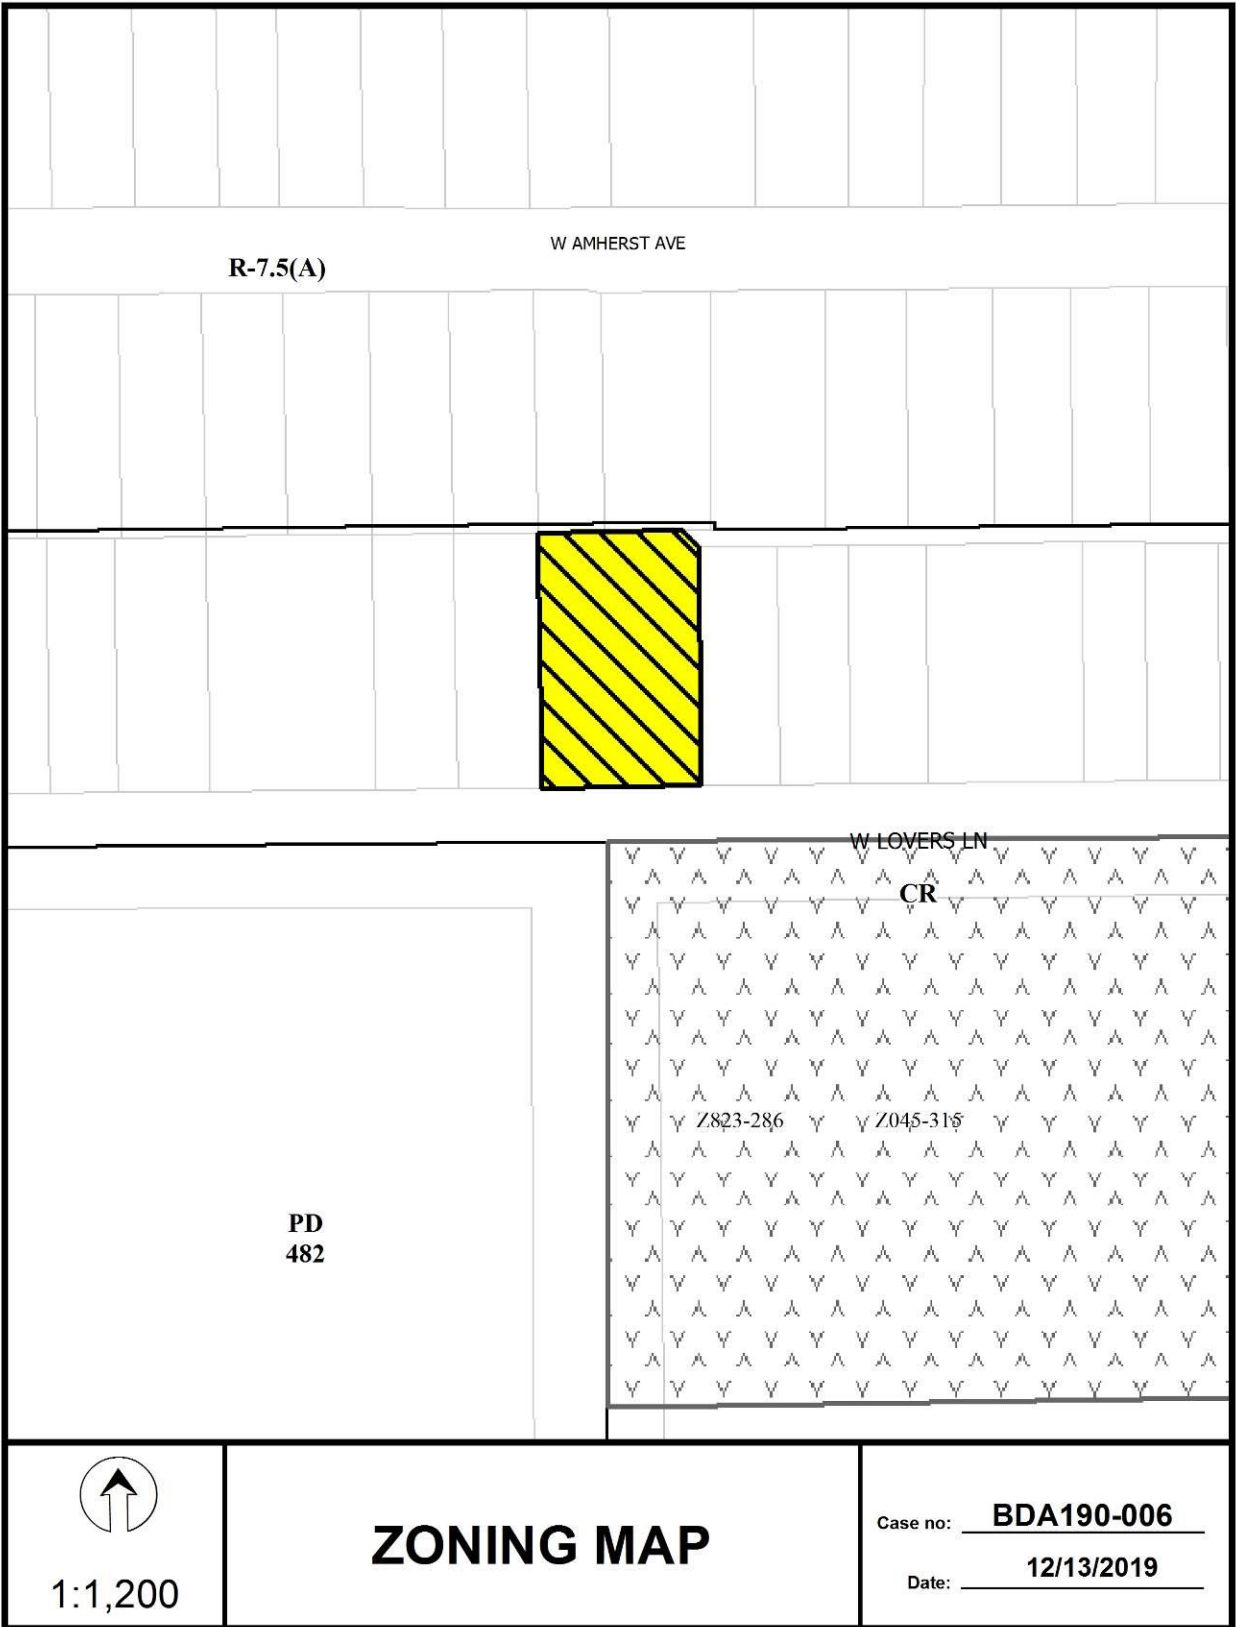 W AMHERST AVE
R-7.5(A)
W LOVERS LN
CR
Z823-286
Z045-315
PD
482
1:1,200
ZONING MAP
Case no: BDA190-006
Date: 12/13/2019